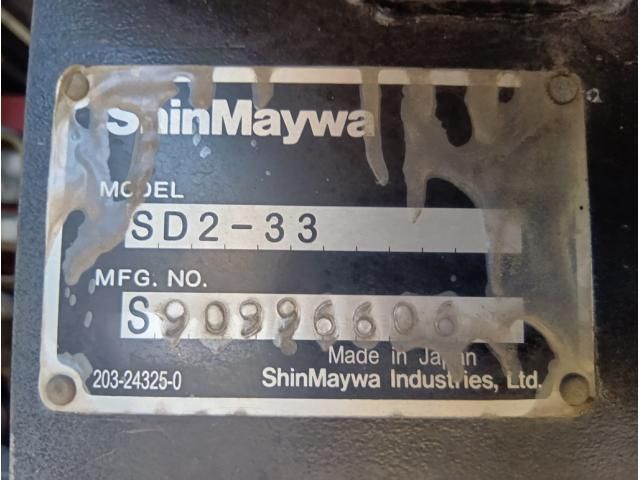 ShinMaywa
MODEL
SD2-33
MFG. NO.
S90996606
Made in Japan
203-24325-0
ShinMaywa Industries, Ltd.